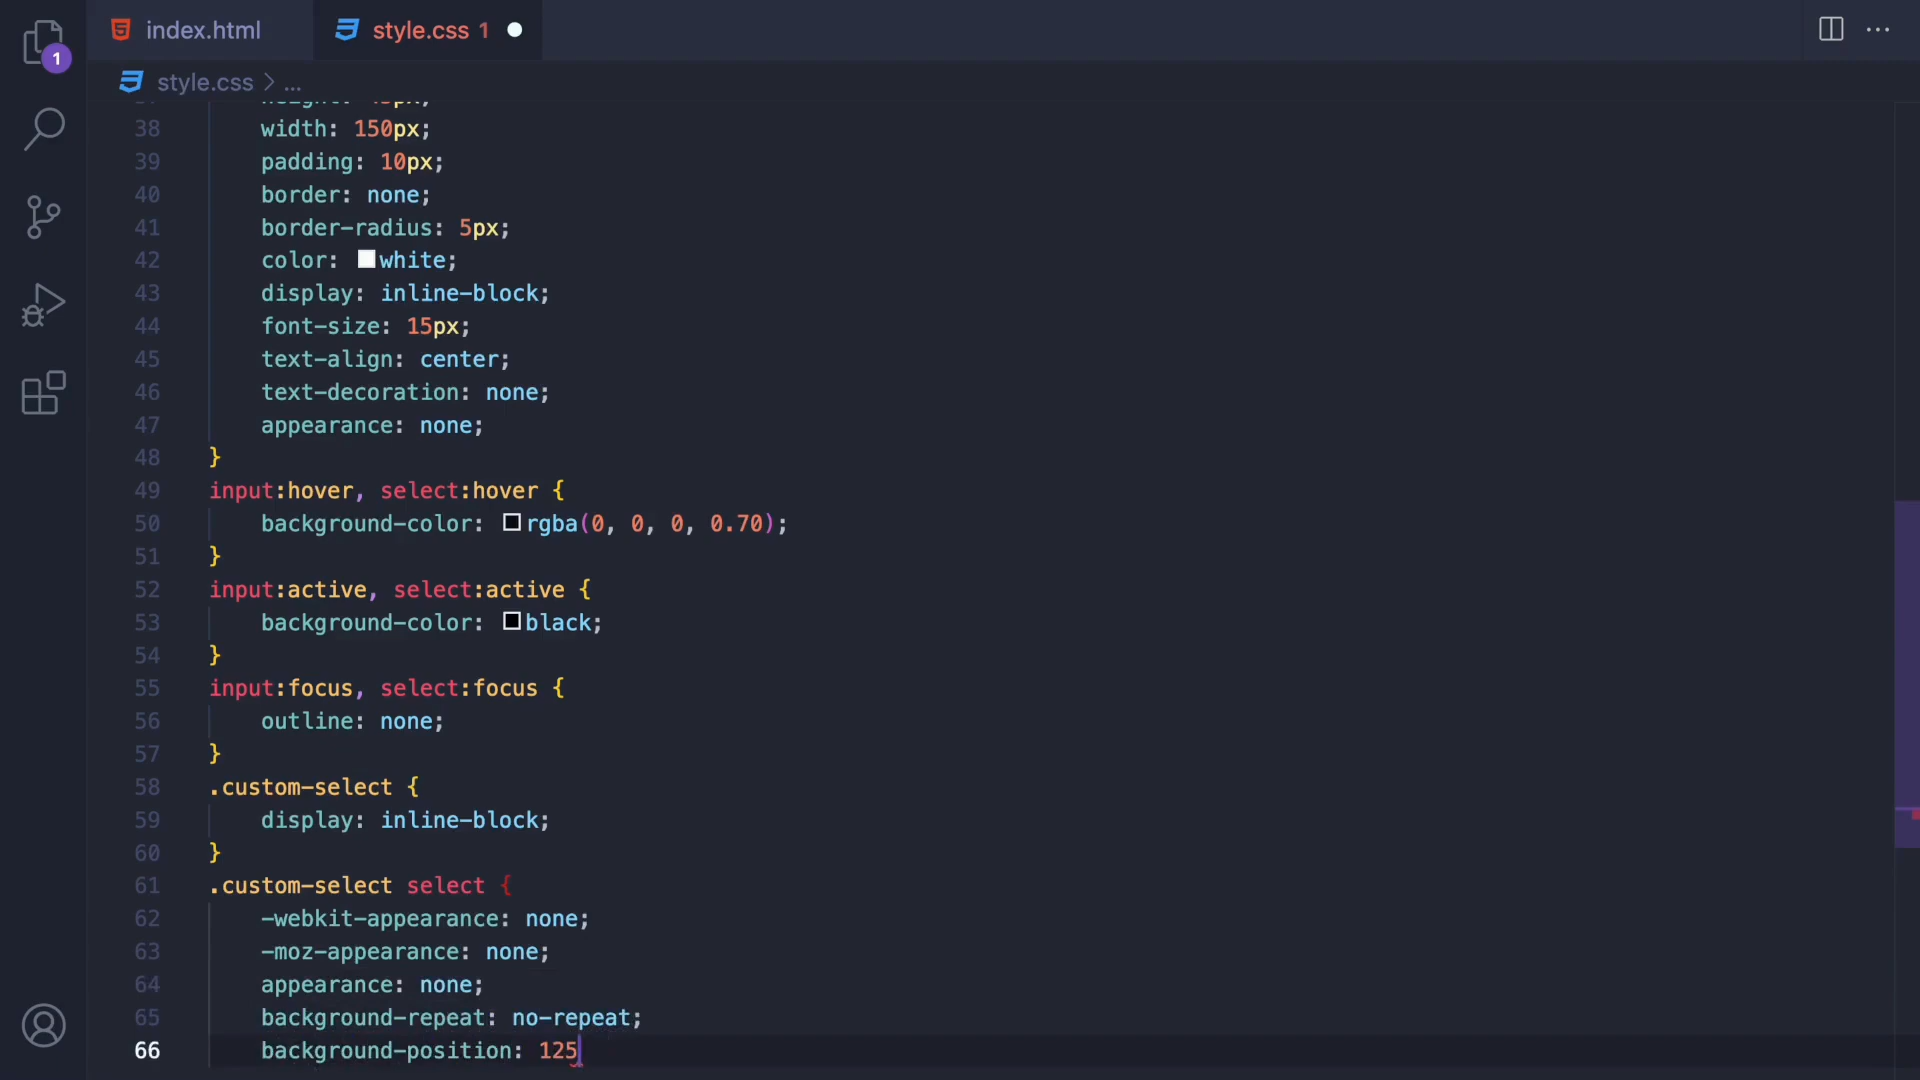 index.html
style.css 1
1
style.css > ...
38 width: 150px;
39 padding: 10px;
40 border: none;
41 border-radius: 5px;
42 color: white;
43 display: inline-block;
44 font-size: 15px;
45 text-align: center;
46 text-decoration: none;
47 appearance: none;
48 }
49 input:hover, select:hover {
50 background-color: rgba(0, 0, 0, 0.70);
51 }
52 input:active, select:active {
53 background-color: black;
54 }
55 input:focus, select:focus {
56 outline: none;
57 }
58 .custom-select {
59 display: inline-block;
60 }
61 .custom-select select {
62 -webkit-appearance: none;
63 -moz-appearance: none;
64 appearance: none;
65 background-repeat: no-repeat;
66 background-position: 125